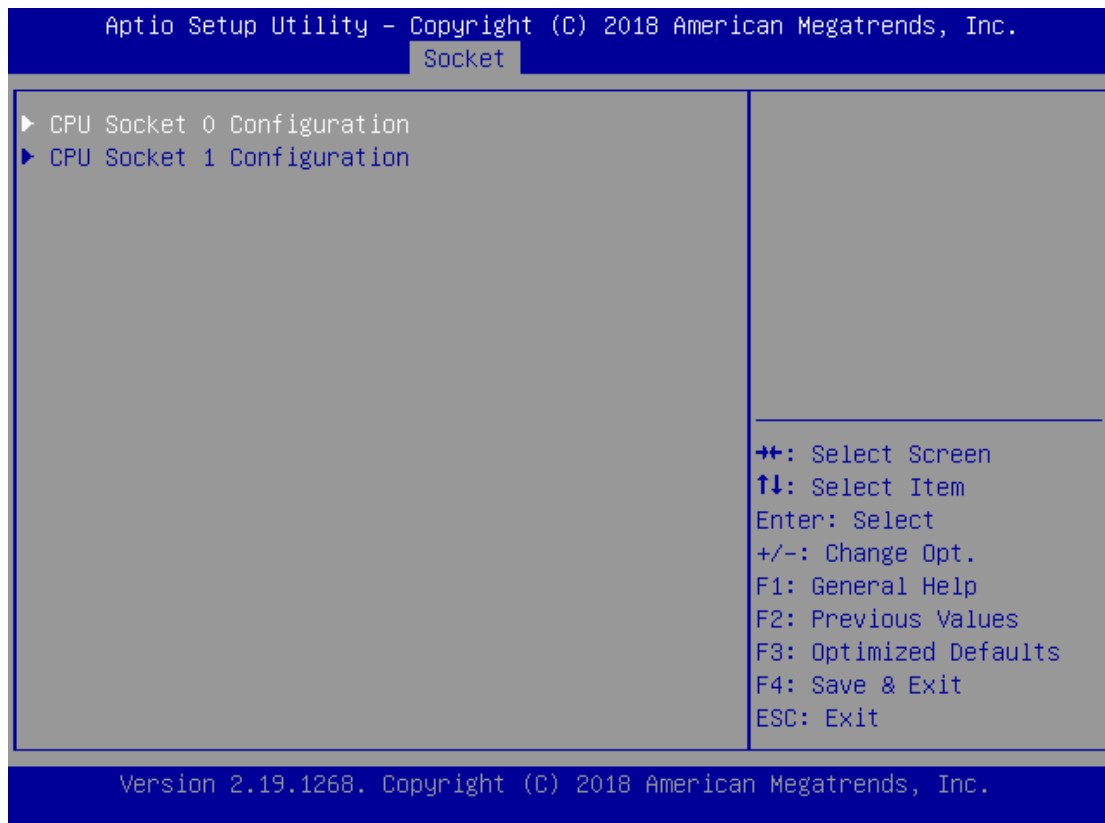 Aptio Setup Utility – Copyright (C) 2018 American Megatrends, Inc.
Socket
► CPU Socket 0 Configuration
► CPU Socket 1 Configuration
→←: Select Screen
↑↓: Select Item
Enter: Select
+/-: Change Opt.
F1: General Help
F2: Previous Values
F3: Optimized Defaults
F4: Save & Exit
ESC: Exit
Version 2.19.1268. Copyright (C) 2018 American Megatrends, Inc.